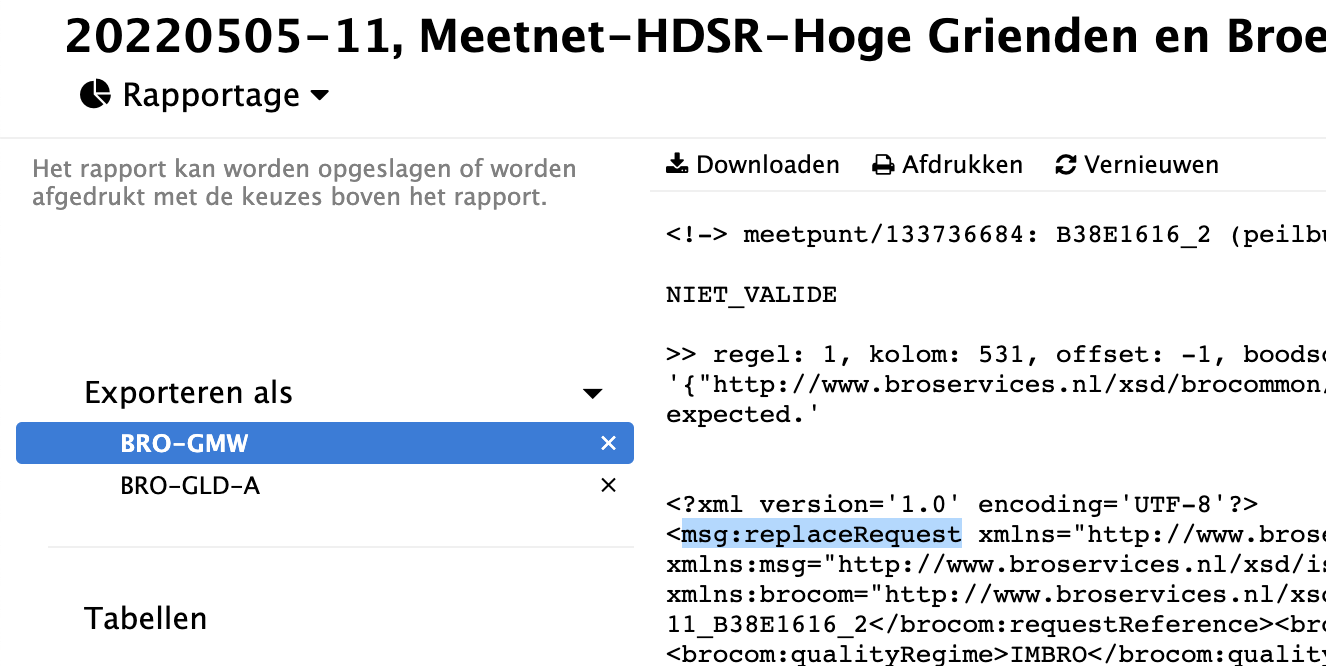 20220505-11, Meetnet-HDSR-Hoge Grienden en Broe
Rapportage
Het rapport kan worden opgeslagen of worden
afgedrukt met de keuzes boven het rapport.
Exporteren als
BRO-GMW
BRO-GLD-A
Tabellen
Downloaden Afdrukken Vernieuwen
<!-> meetpunt/133736684: B38E1616_2 (peilbu
NIET_VALIDE
>> regel: 1, kolom: 531, offset: -1, boodsc
'{"http://www.broservices.nl/xsd/brocommon/
expected.'
<?xml version='1.0' encoding='UTF-8'?>
<msg:replaceRequest xmlns="http://www.brose
xmlns:msg="http://www.broservices.nl/xsd/is
xmlns:brocom="http://www.broservices.nl/xsd
11_B38E1616_2</brocom:requestReference><bro
<brocom:qualityRegime>IMBRO</brocom:quality